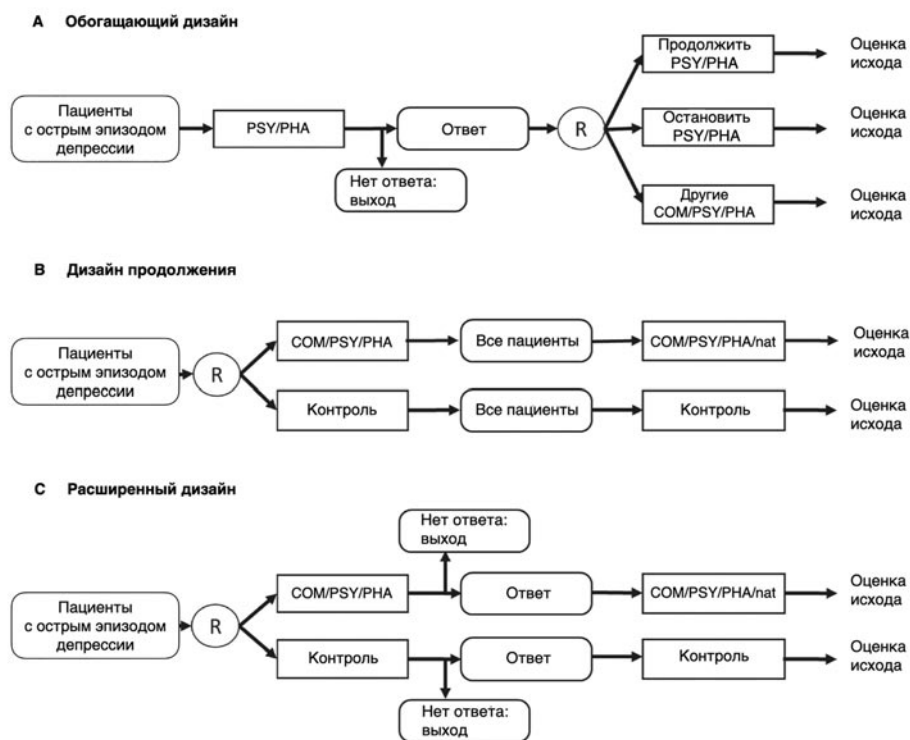 A Обогащающий дизайн
Пациенты
с острым эпизодом
депрессии
PSY/PHA
Нет ответа:
выход
Ответ
R
Продолжить
PSY/PHA
Оценка
исхода
Остановить
PSY/PHA
Оценка
исхода
Другие
COM/PSY/PHA
Оценка
исхода
B Дизайн продолжения
Пациенты
с острым эпизодом
депрессии
R
COM/PSY/PHA
Все пациенты
COM/PSY/PHA/nat
Оценка
исхода
Контроль
Все пациенты
Контроль
Оценка
исхода
C Расширенный дизайн
Пациенты
с острым эпизодом
депрессии
R
Нет ответа:
выход
COM/PSY/PHA
Ответ
COM/PSY/PHA/nat
Оценка
исхода
Контроль
Ответ
Контроль
Оценка
исхода
Нет ответа:
выход